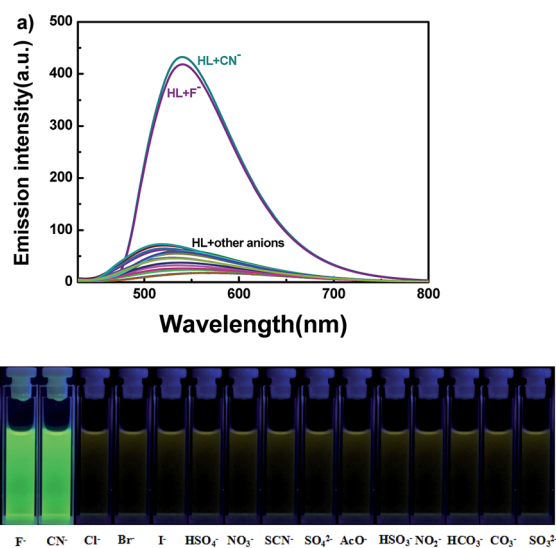 a)
500
400
300
200
100
0
Emission intensity(a.u.)
HL+CN⁻
HL+F⁻
HL+other anions
500 600 700 800
Wavelength(nm)
F⁻ CN⁻ Cl⁻ Br⁻ I⁻ HSO₄⁻ NO₃⁻ SCN⁻ SO₄²⁻ AcO⁻ HSO₃⁻ NO₂⁻ HCO₃⁻ CO₃⁻ SO₃²⁻